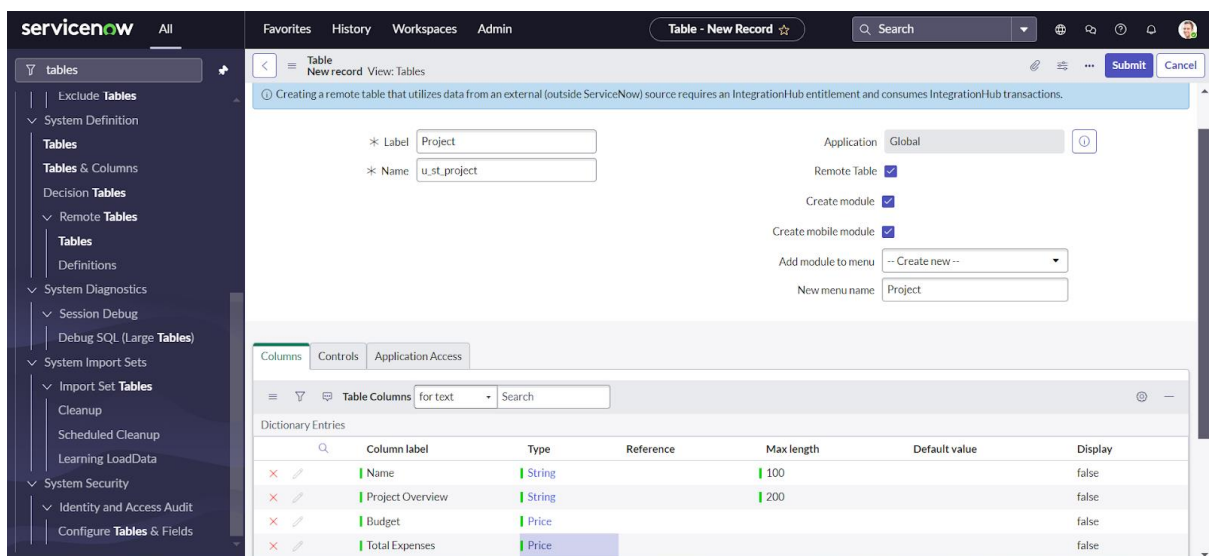 servicenow All Favorites History Workspaces Admin Table - New Record Search
tables
Exclude Tables
System Definition
Tables
Tables & Columns
Decision Tables
Remote Tables
Tables
Definitions
System Diagnostics
Session Debug
Debug SQL (Large Tables)
System Import Sets
Import Set Tables
Cleanup
Scheduled Cleanup
Learning LoadData
System Security
Identity and Access Audit
Configure Tables & Fields
Table
New record View: Tables
Submit Cancel
Creating a remote table that utilizes data from an external (outside ServiceNow) source requires an IntegrationHub entitlement and consumes IntegrationHub transactions.
Label Project
Name u_st_project
Application Global
Remote Table
Create module
Create mobile module
Add module to menu -- Create new --
New menu name Project
Columns Controls Application Access
Table Columns for text Search
Dictionary Entries
Column label Type Reference Max length Default value Display
Name String 100 false
Project Overview String 200 false
Budget Price false
Total Expenses Price false